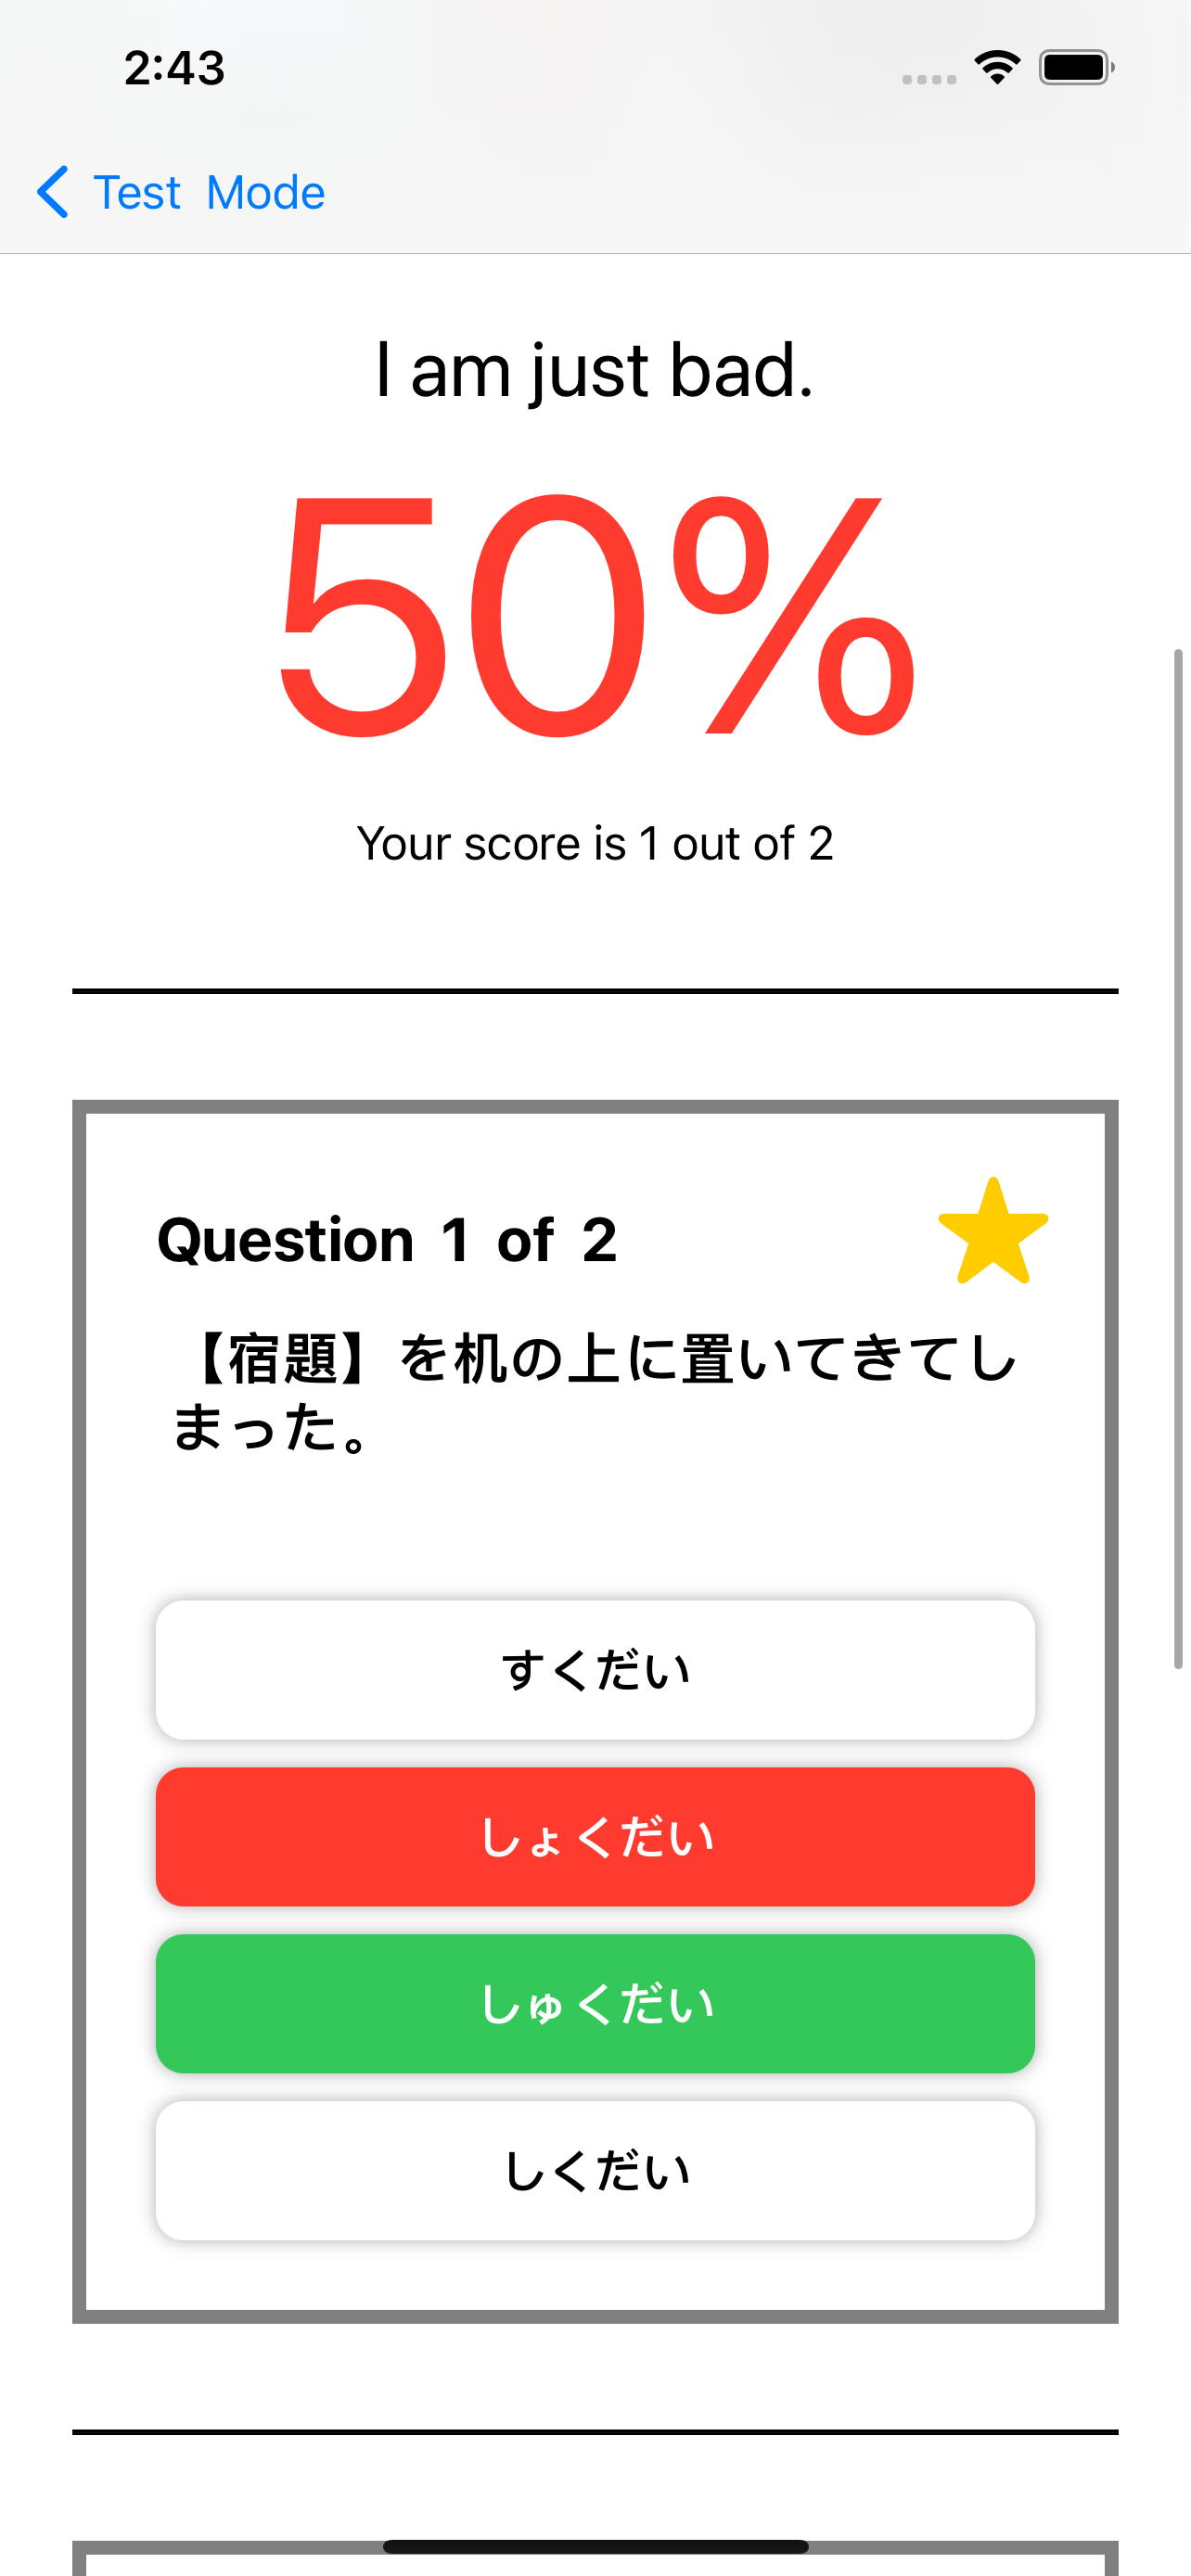 2:43
Test Mode
I am just bad.
50%
Your score is 1 out of 2
Question 1 of 2
【宿題】を机の上に置いてきてし
まった。
すくだい
しょくだい
しゅくだい
しくだい